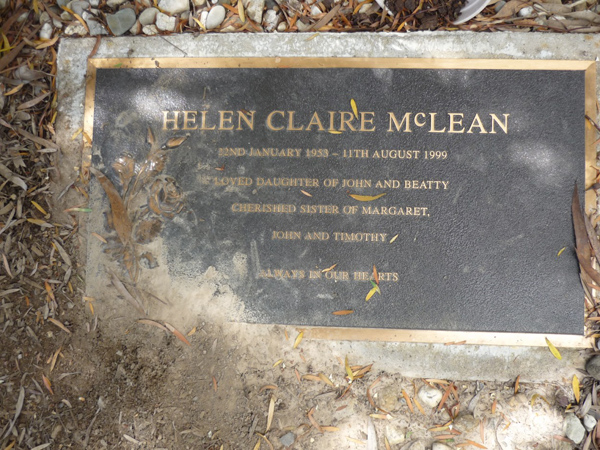 HELEN CLAIRE McLEAN
22ND JANUARY 1953 – 11TH AUGUST 1999
LOVED DAUGHTER OF JOHN AND BEATTY
CHERISHED SISTER OF MARGARET,
JOHN AND TIMOTHY
ALWAYS IN OUR HEARTS